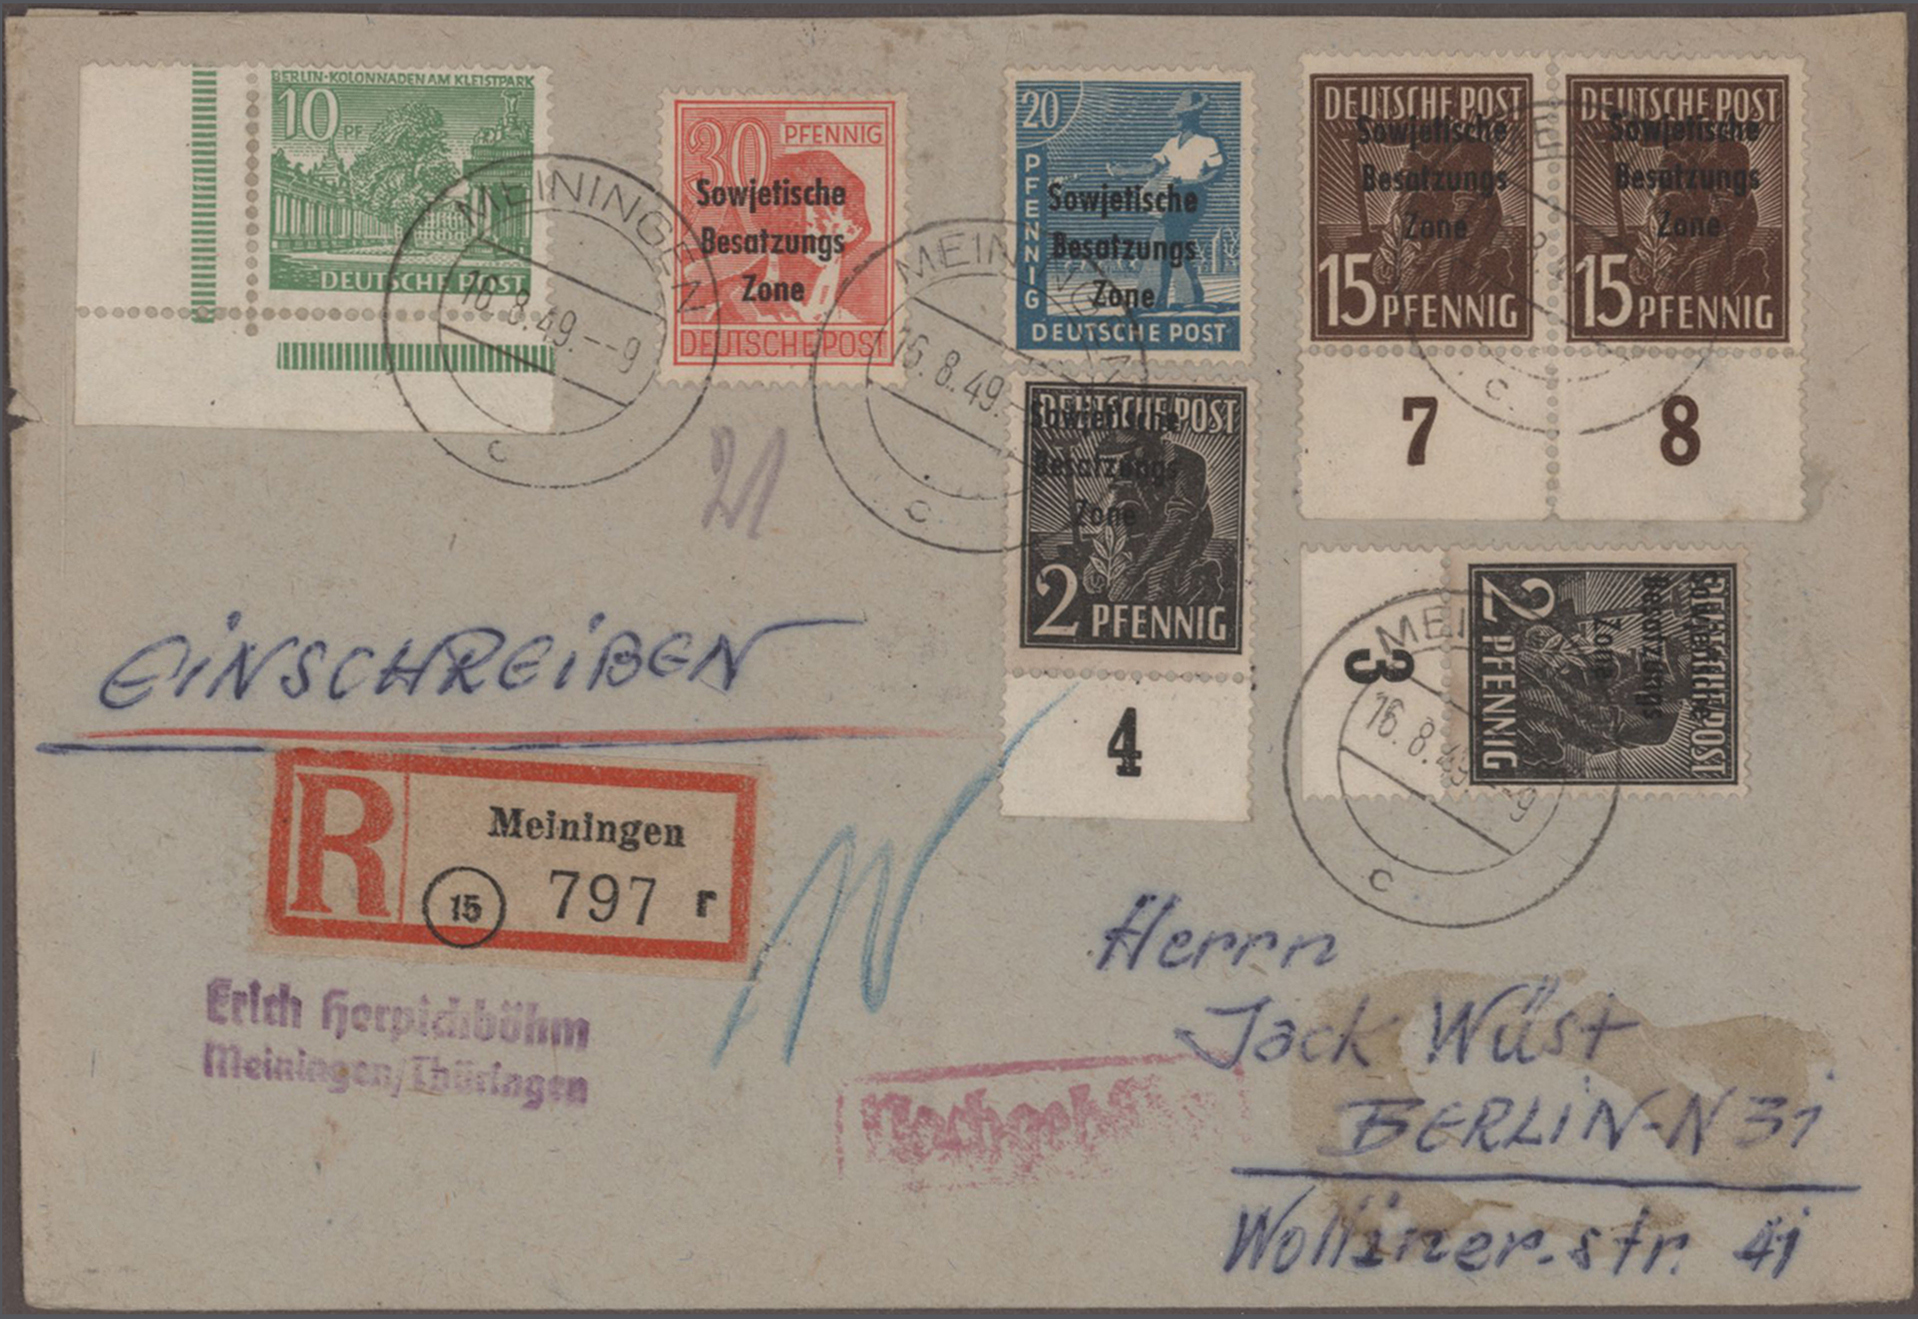 BERLIN-KOLONNADEN AM KLEISTPARK
10 PF
DEUTSCHE POST
MEININGEN
16.8.49.--9
c
30 PFENNIG
Sowjetische
Besatzungs
Zone
DEUTSCHE POST
20
PFENNIG
Sowjetische
Besatzungs
Zone
DEUTSCHE POST
MEININGEN
16.8.49.
c
DEUTSCHE POST
Sowjetische
Besatzungs
Zone
15 PFENNIG
7
DEUTSCHE POST
Sowjetische
Besatzungs
Zone
15 PFENNIG
8
c
DEUTSCHE POST
Sowjetische
Besatzungs
Zone
2 PFENNIG
4
3
DEUTSCHE POST
Sowjetische
Besatzungs
Zone
2 PFENNIG
16.8.49.--9
c
21
EINSCHREIBEN
R
Meiningen
15 797 r
Erich Herpichböhm
Meiningen/Thüringen
Herrn
Jack Wüst
BERLIN-N31
Wollinerstr. 41